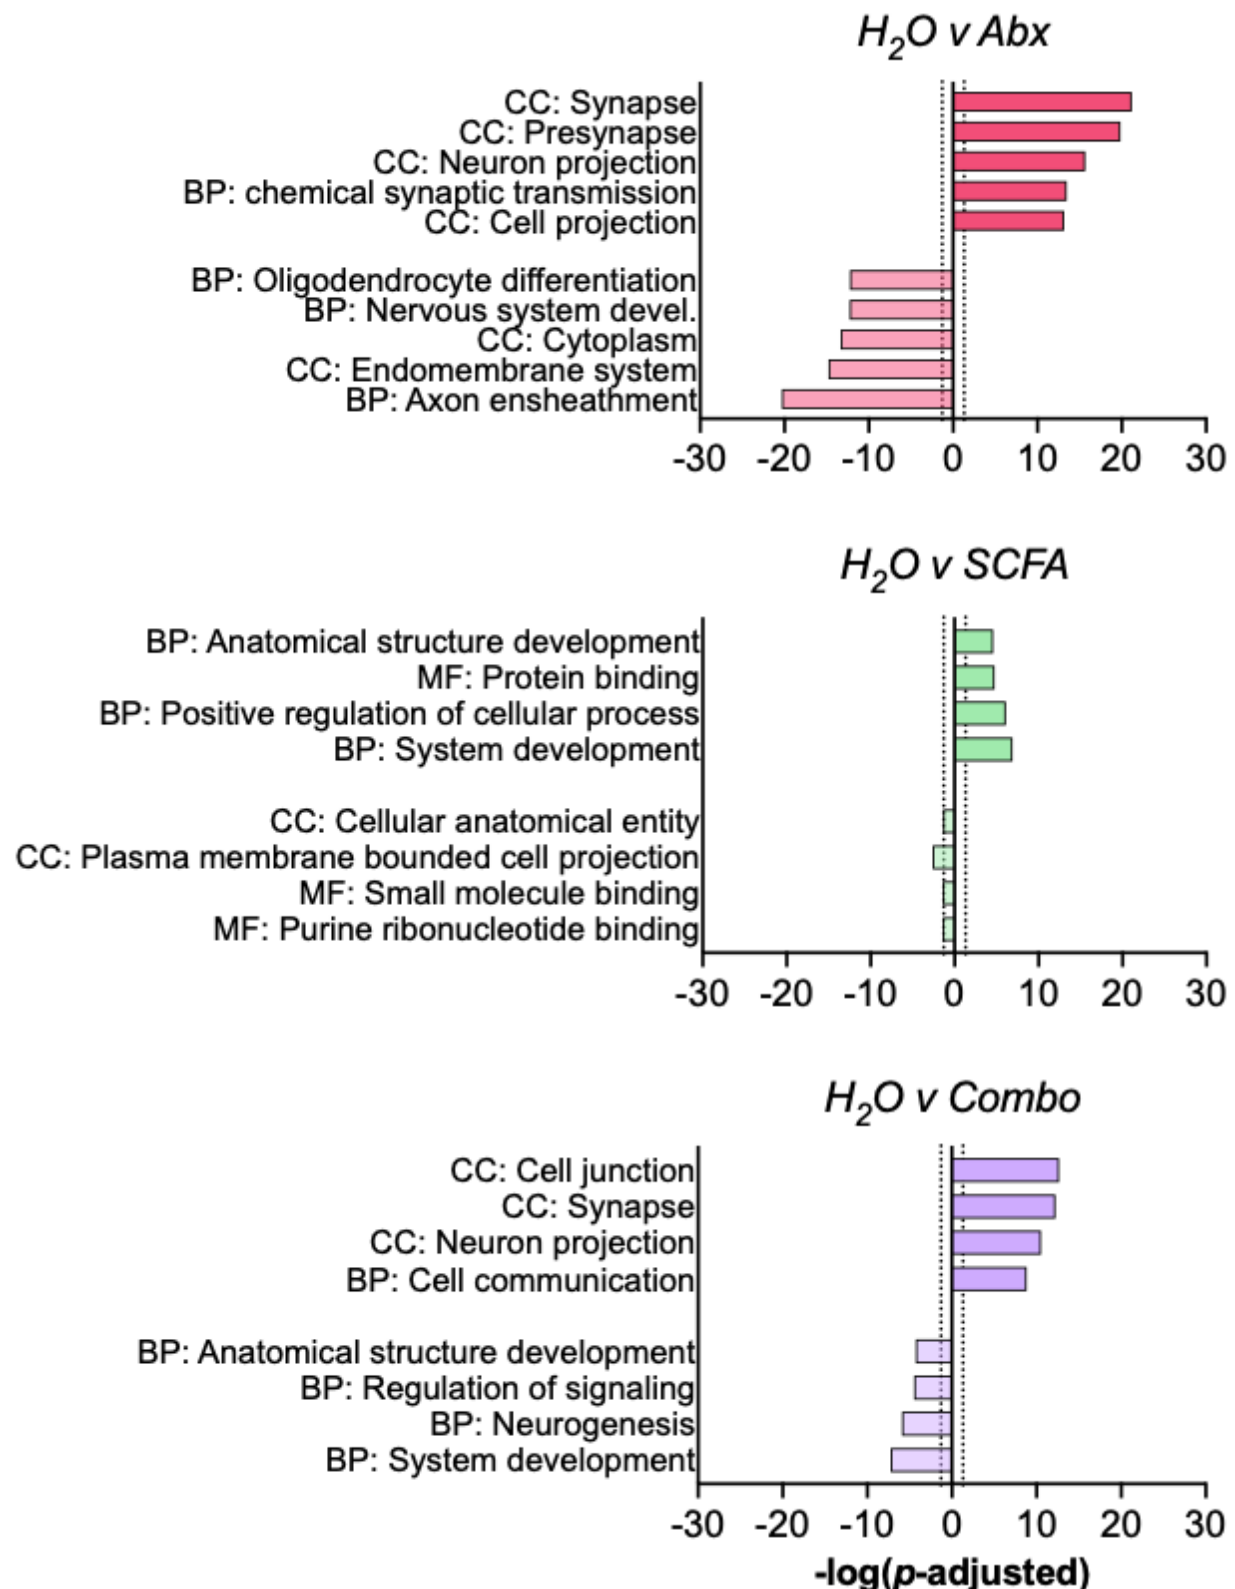 H2O v Abx
CC: Synapse
CC: Presynapse
CC: Neuron projection
BP: chemical synaptic transmission
CC: Cell projection
BP: Oligodendrocyte differentiation
BP: Nervous system devel.
CC: Cytoplasm
CC: Endomembrane system
BP: Axon ensheathment
-30 -20 -10 0 10 20 30
H2O v SCFA
BP: Anatomical structure development
MF: Protein binding
BP: Positive regulation of cellular process
BP: System development
CC: Cellular anatomical entity
CC: Plasma membrane bounded cell projection
MF: Small molecule binding
MF: Purine ribonucleotide binding
-30 -20 -10 0 10 20 30
H2O v Combo
CC: Cell junction
CC: Synapse
CC: Neuron projection
BP: Cell communication
BP: Anatomical structure development
BP: Regulation of signaling
BP: Neurogenesis
BP: System development
-30 -20 -10 0 10 20 30
-log(p-adjusted)